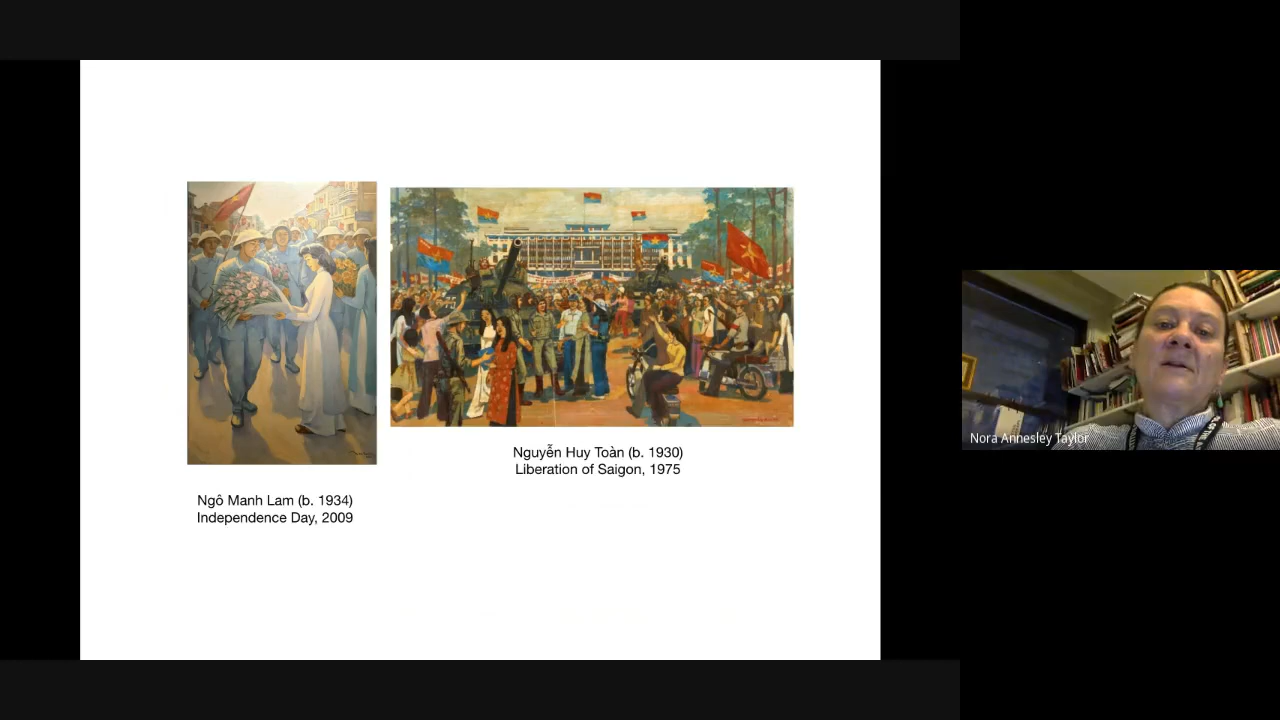 Ngô Manh Lam (b. 1934)
Independence Day, 2009
Nguyễn Huy Toàn (b. 1930)
Liberation of Saigon, 1975
Nora Annesley Taylor